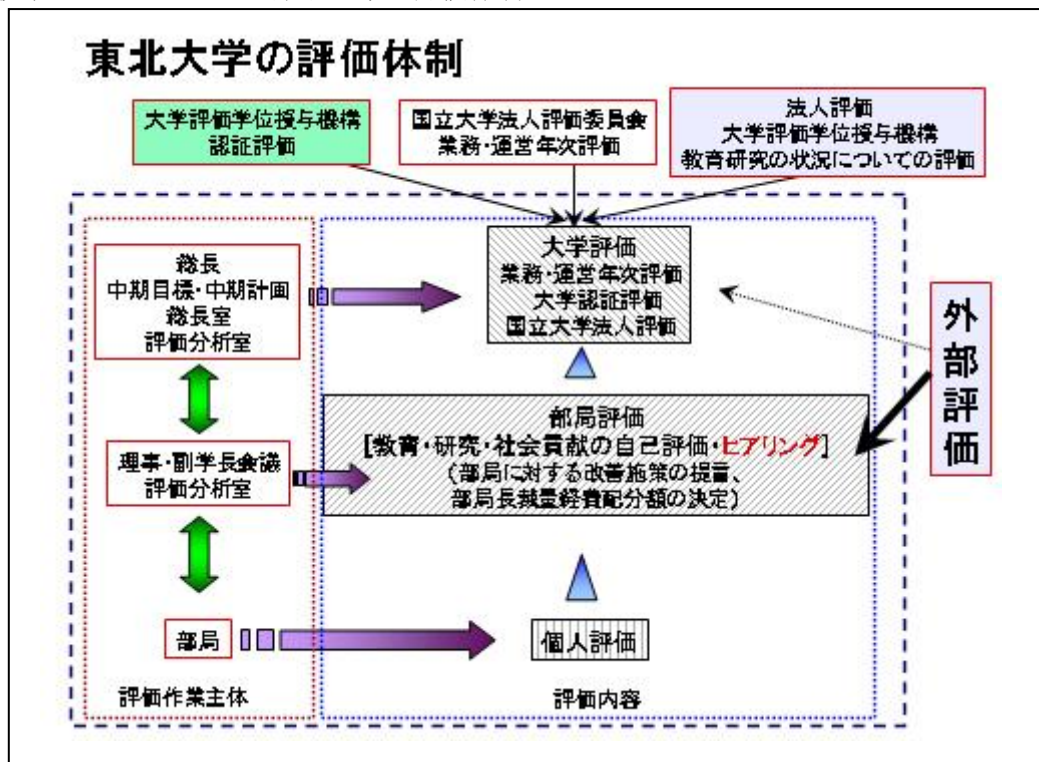 東北大学の評価体制
大学評価学位授与機構
認証評価
国立大学法人評価委員会
業務・運営年次評価
法人評価
大学評価学位授与機構
教育研究の状況についての評価
総長
中期目標・中期計画
総長室
評価分析室
大学評価
業務・運営年次評価
大学認証評価
国立大学法人評価
外部評価
理事・副学長会議
評価分析室
部局評価
[教育・研究・社会貢献の自己評価・ヒアリング]
(部局に対する改善施策の提言、
部局長裁量経費配分額の決定)
部局
個人評価
評価作業主体
評価内容